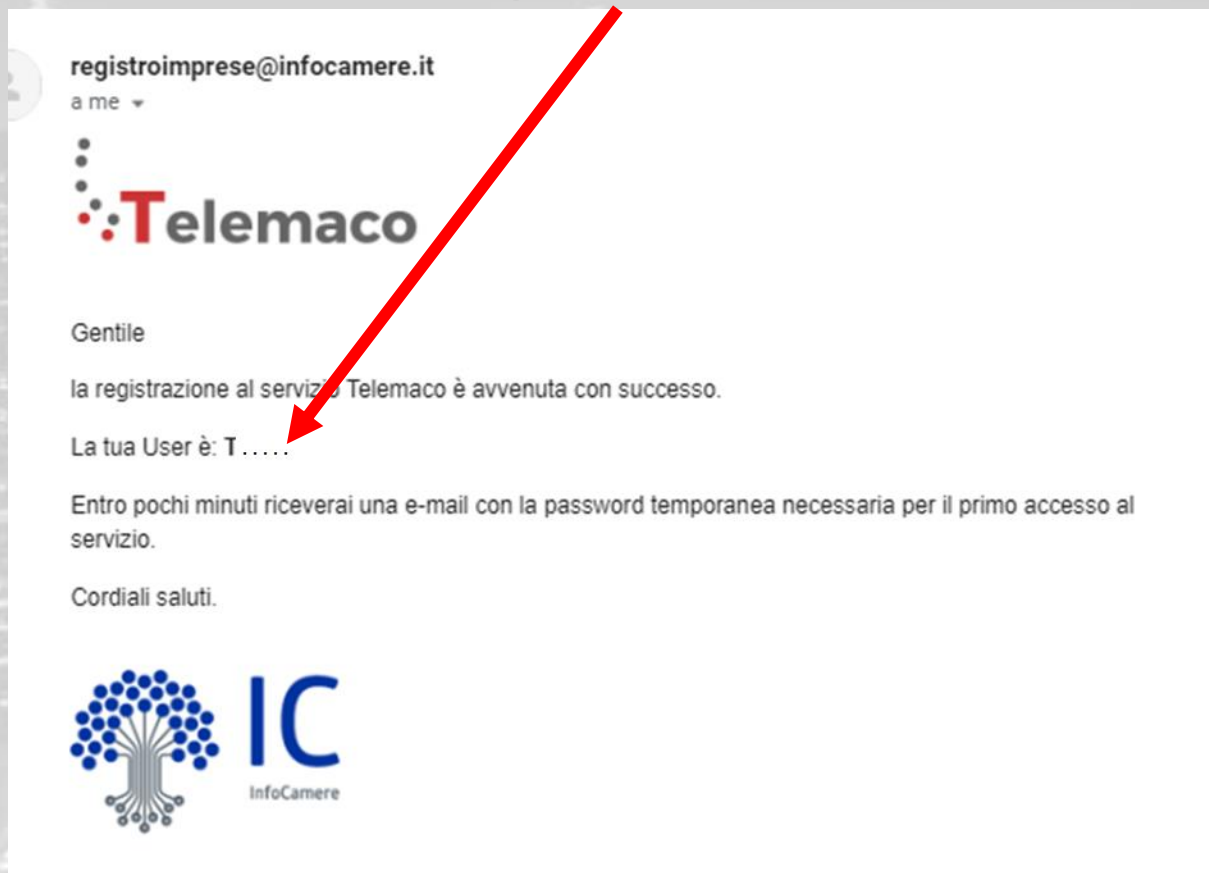 registroimprese@infocamere.it
a me
Telemaco
Gentile
la registrazione al servizio Telemaco è avvenuta con successo.
La tua User è: T.....
Entro pochi minuti riceverai una e-mail con la password temporanea necessaria per il primo accesso al
servizio.
Cordiali saluti.
IC
InfoCamere